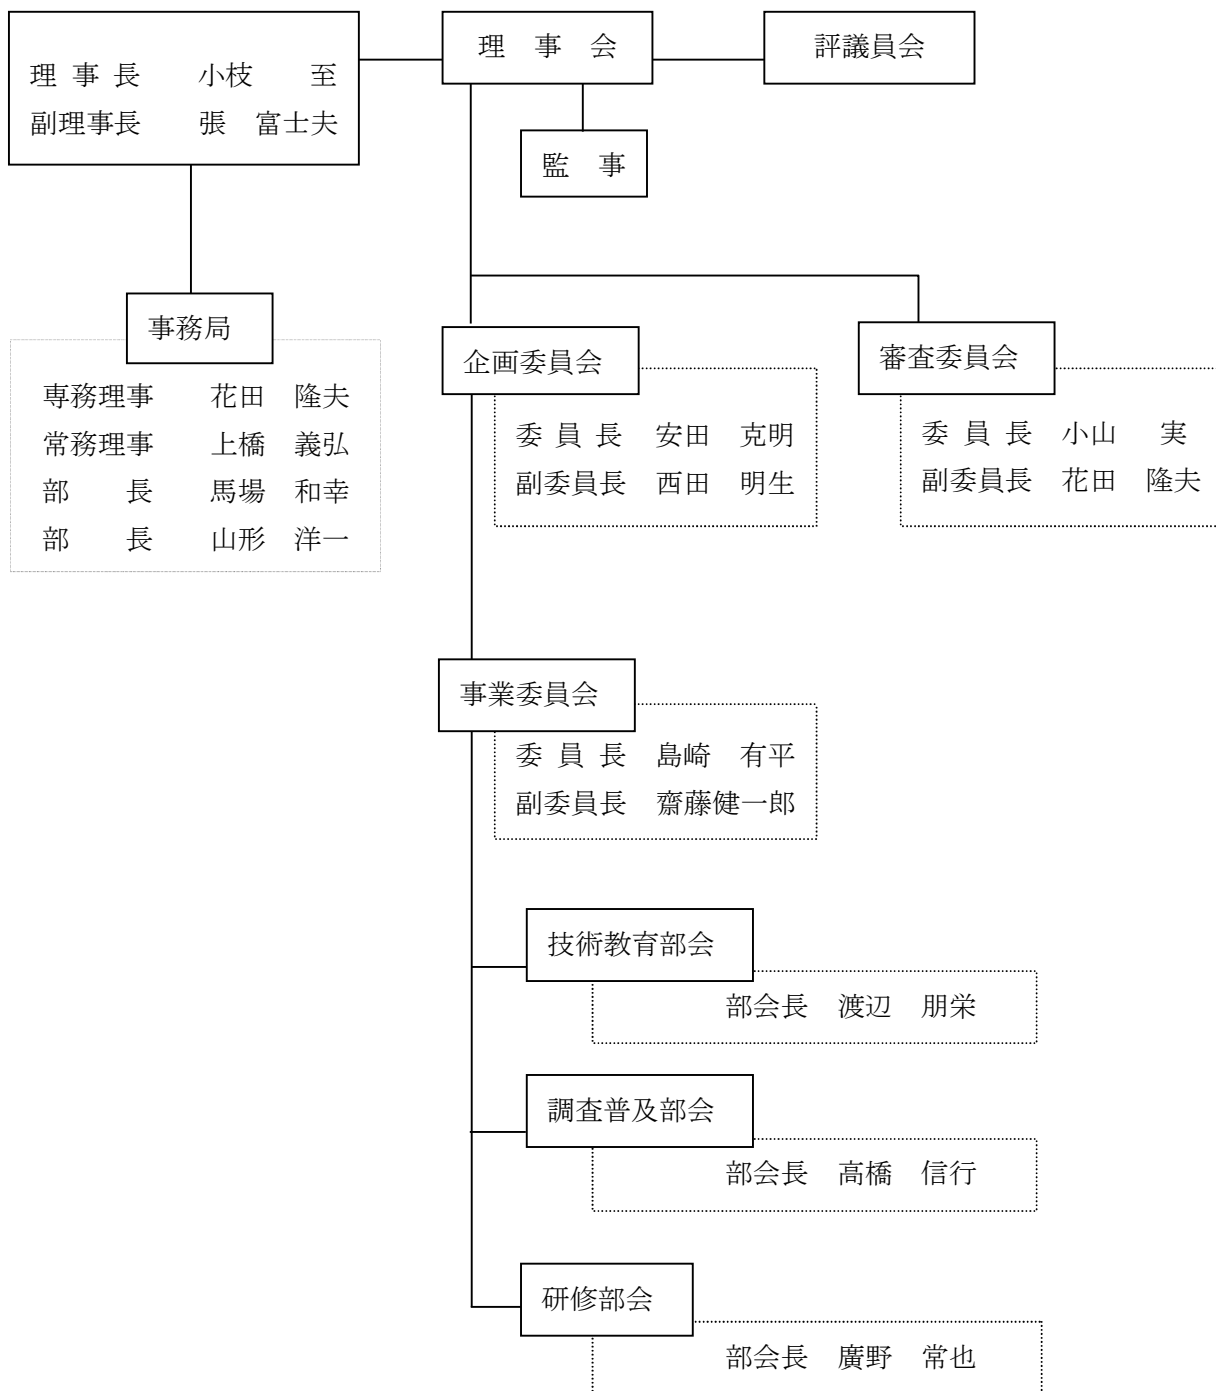 理 事 長　　小枝　　至
副理事長　　張　富士夫
理　事　会
評議員会
監　事
事務局
専務理事　　花田　隆夫
常務理事　　上橋　義弘
部　　長　　馬場　和幸
部　　長　　山形　洋一
企画委員会
委 員 長　安田　克明
副委員長　西田　明生
審査委員会
委 員 長　小山　実
副委員長　花田　隆夫
事業委員会
委 員 長　島崎　有平
副委員長　齋藤健一郎
技術教育部会
部会長　渡辺　朋栄
調査普及部会
部会長　高橋　信行
研修部会
部会長　廣野　常也